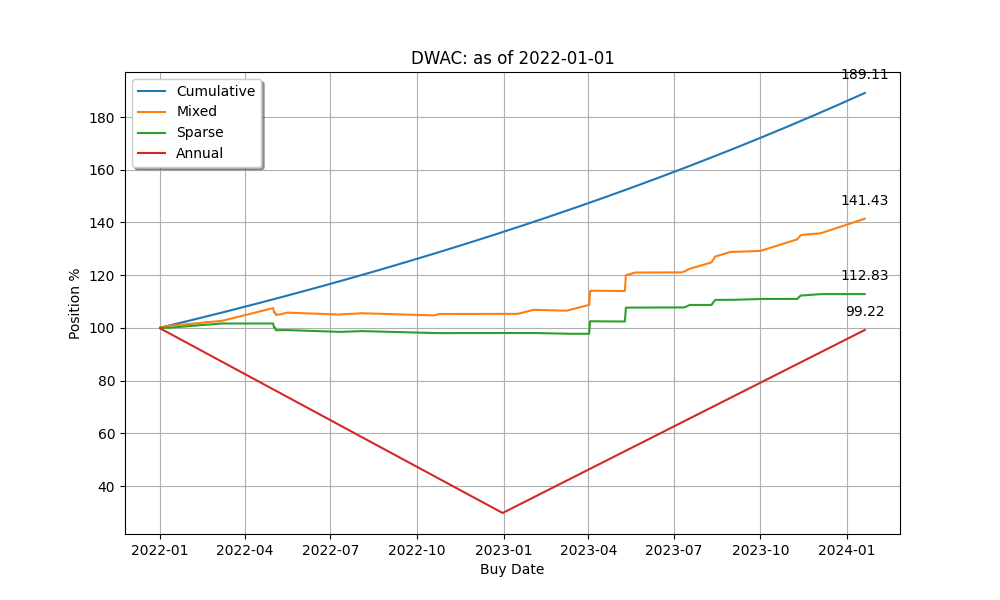 DWAC: as of 2022-01-01
Cumulative
Mixed
Sparse
Annual
189.11
141.43
112.83
99.22
180
160
140
120
100
80
60
40
Position %
2022-01 2022-04 2022-07 2022-10 2023-01 2023-04 2023-07 2023-10 2024-01
Buy Date